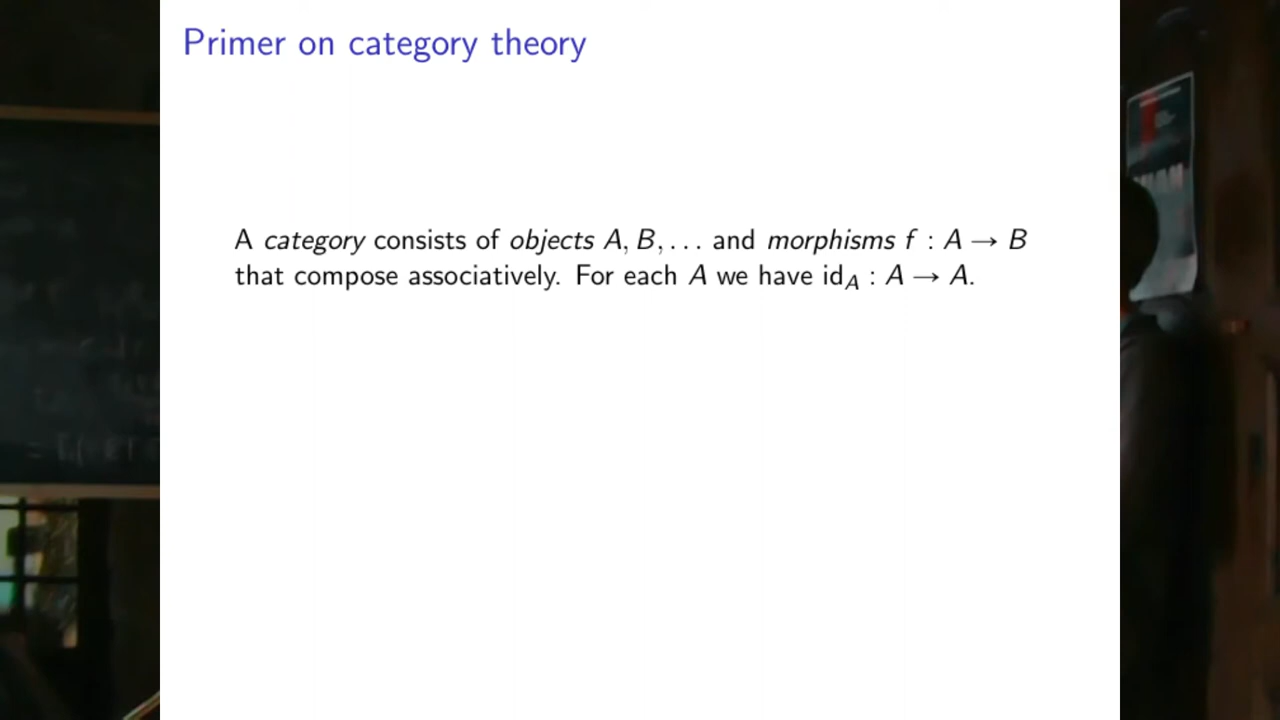 Primer on category theory
A category consists of objects A, B, . . . and morphisms f : A → B
that compose associatively. For each A we have id_A : A → A.